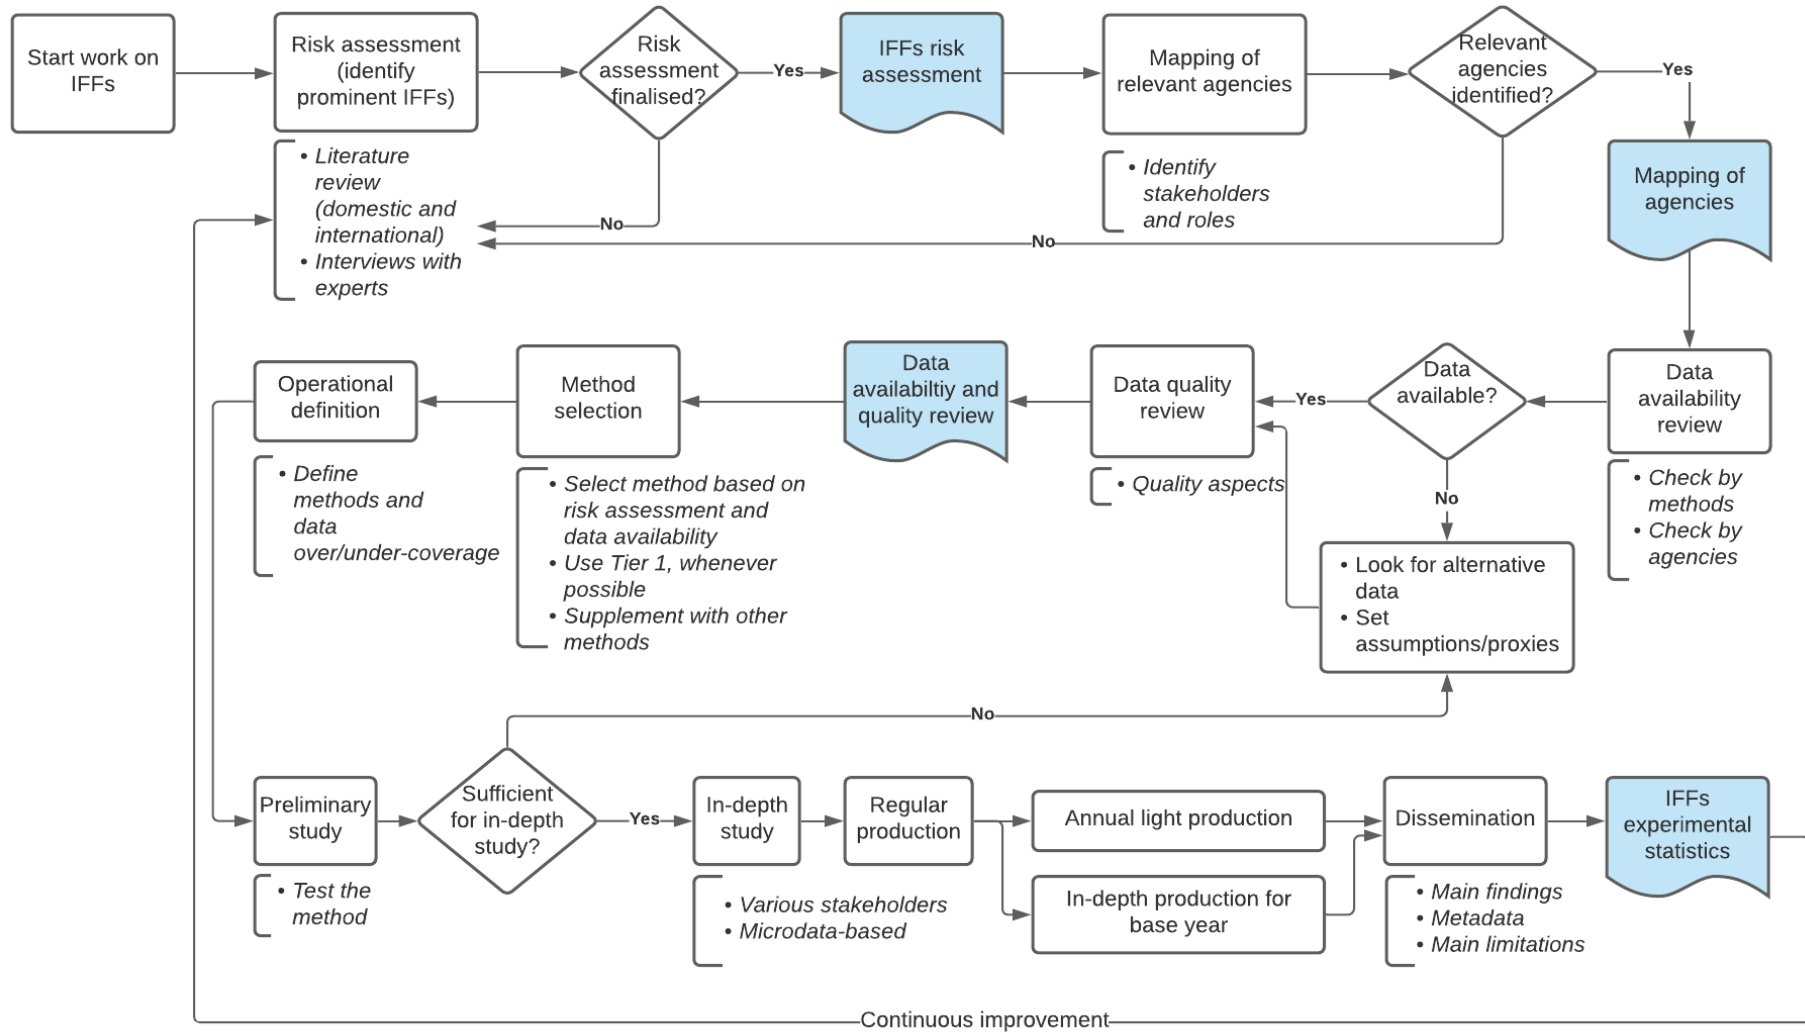 Start work on
IFFs
Risk assessment
(identify
prominent IFFs)
• Literature
review
(domestic and
international)
• Interviews with
experts
Risk
assessment
finalised?
Yes
No
IFFs risk
assessment
Mapping of
relevant agencies
• Identify
stakeholders
and roles
Relevant
agencies
identified?
Yes
No
Mapping of
agencies
Data
availability
review
• Check by
methods
• Check by
agencies
Data
available?
Yes
No
• Look for alternative
data
• Set
assumptions/proxies
Data quality
review
• Quality aspects
Data
availabiltiy and
quality review
Method
selection
• Select method based on
risk assessment and
data availability
• Use Tier 1, whenever
possible
• Supplement with other
methods
Operational
definition
• Define
methods and
data
over/under-coverage
Preliminary
study
• Test the
method
Sufficient
for in-depth
study?
No
Yes
In-depth
study
• Various stakeholders
• Microdata-based
Regular
production
Annual light production
In-depth production for
base year
Dissemination
• Main findings
• Metadata
• Main limitations
IFFs
experimental
statistics
Continuous improvement